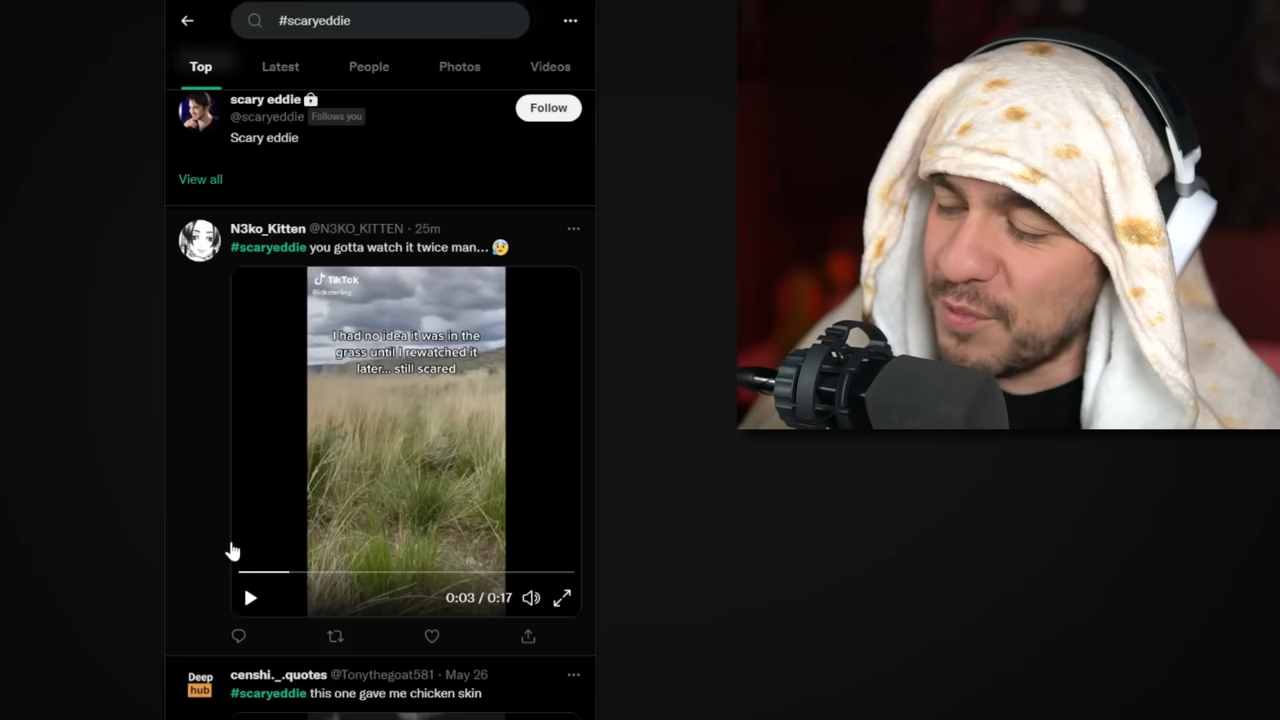 #scaryeddie
Top Latest People Photos Videos
scary eddie
@scaryeddie Follows you
Follow
Scary eddie
View all
N3ko_Kitten @N3KO_KITTEN · 25m
#scaryeddie you gotta watch it twice man... 😰
TikTok
I had no idea it was in the
grass until I rewatched it
later... still scared
0:03 / 0:17
Deep
hub
censhi._.quotes @Tonythegoat581 · May 26
#scaryeddie this one gave me chicken skin